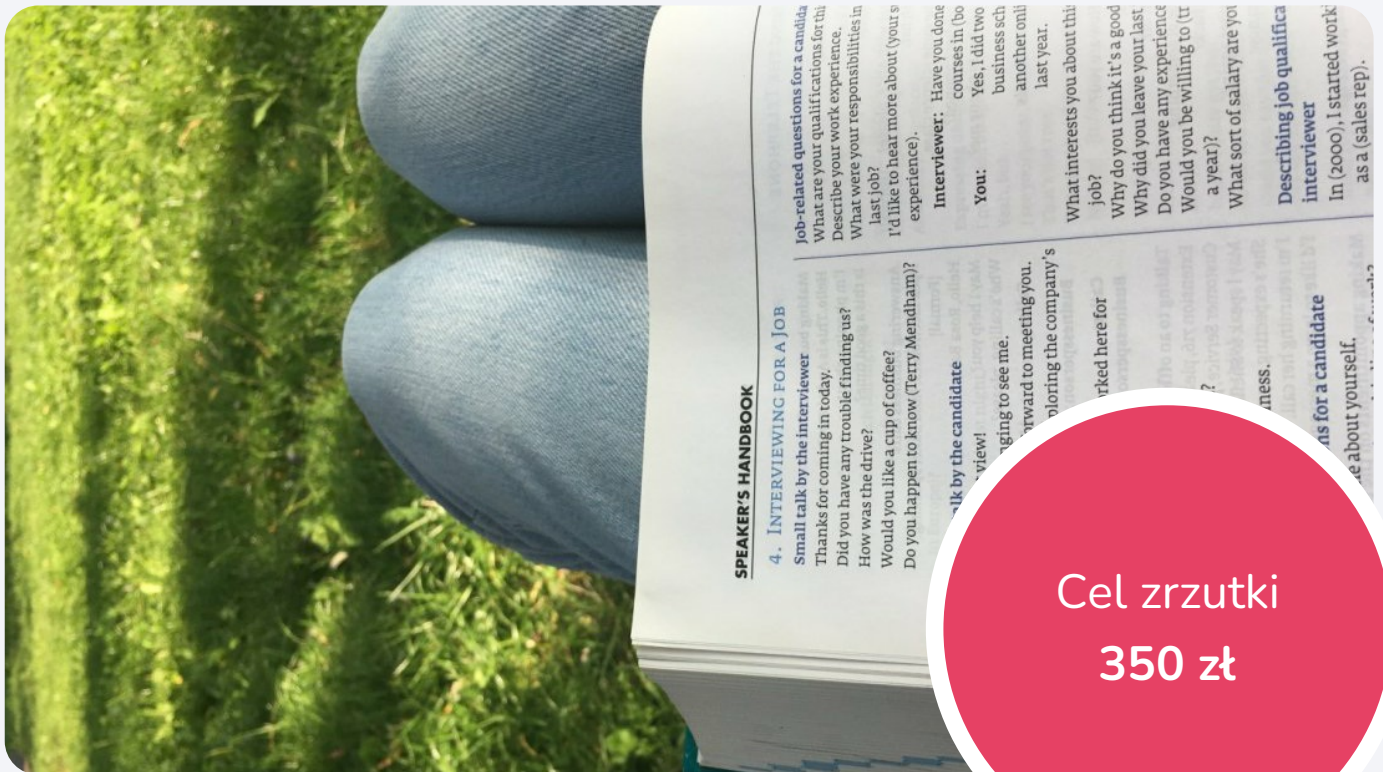 SPEAKER'S HANDBOOK
4. INTERVIEWING FOR A JOB
Small talk by the interviewer
Thanks for coming in today.
Did you have any trouble finding us?
How was the drive?
Would you like a cup of coffee?
Do you happen to know (Terry Mendham)?
alk by the candidate
view!
ging to see me.
rward to meeting you.
ploring the company's
rked here for
?
iness.
ns for a candidate
e about yourself.
Job-related questions for a candida
What are your qualifications for thi
Describe your work experience.
What were your responsibilities in
last job?
I'd like to hear more about (your s
experience).
Interviewer: Have you done
courses in (bo
You: Yes, I did two
business sch
another onli
last year.
What interests you about this
job?
Why do you think it's a good
Why did you leave your last
Do you have any experience
Would you be willing to (tr
a year)?
What sort of salary are you
Describing job qualifica
interviewer
In (2000), I started work
as a (sales rep).
Cel zrzutki
350 zł